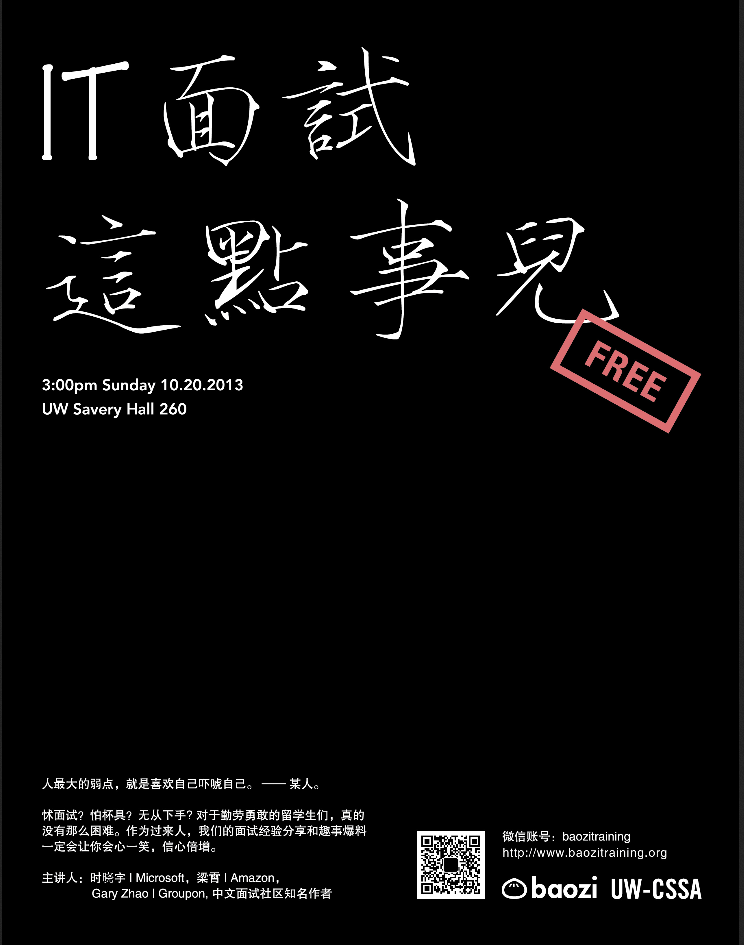 IT 面試
這點事兒
FREE
3:00pm Sunday 10.20.2013
UW Savery Hall 260
人最大的弱点，就是喜欢自己吓唬自己。 —— 某人。
怵面试？怕杯具？无从下手？对于勤劳勇敢的留学生们，真的
没有那么困难。作为过来人，我们的面试经验分享和趣事爆料
一定会让你会心一笑，信心倍增。
主讲人：时晓宇 | Microsoft，梁霄 | Amazon，
Gary Zhao | Groupon, 中文面试社区知名作者
微信账号：baozitraining
http://www.baozitraining.org
baozi UW-CSSA